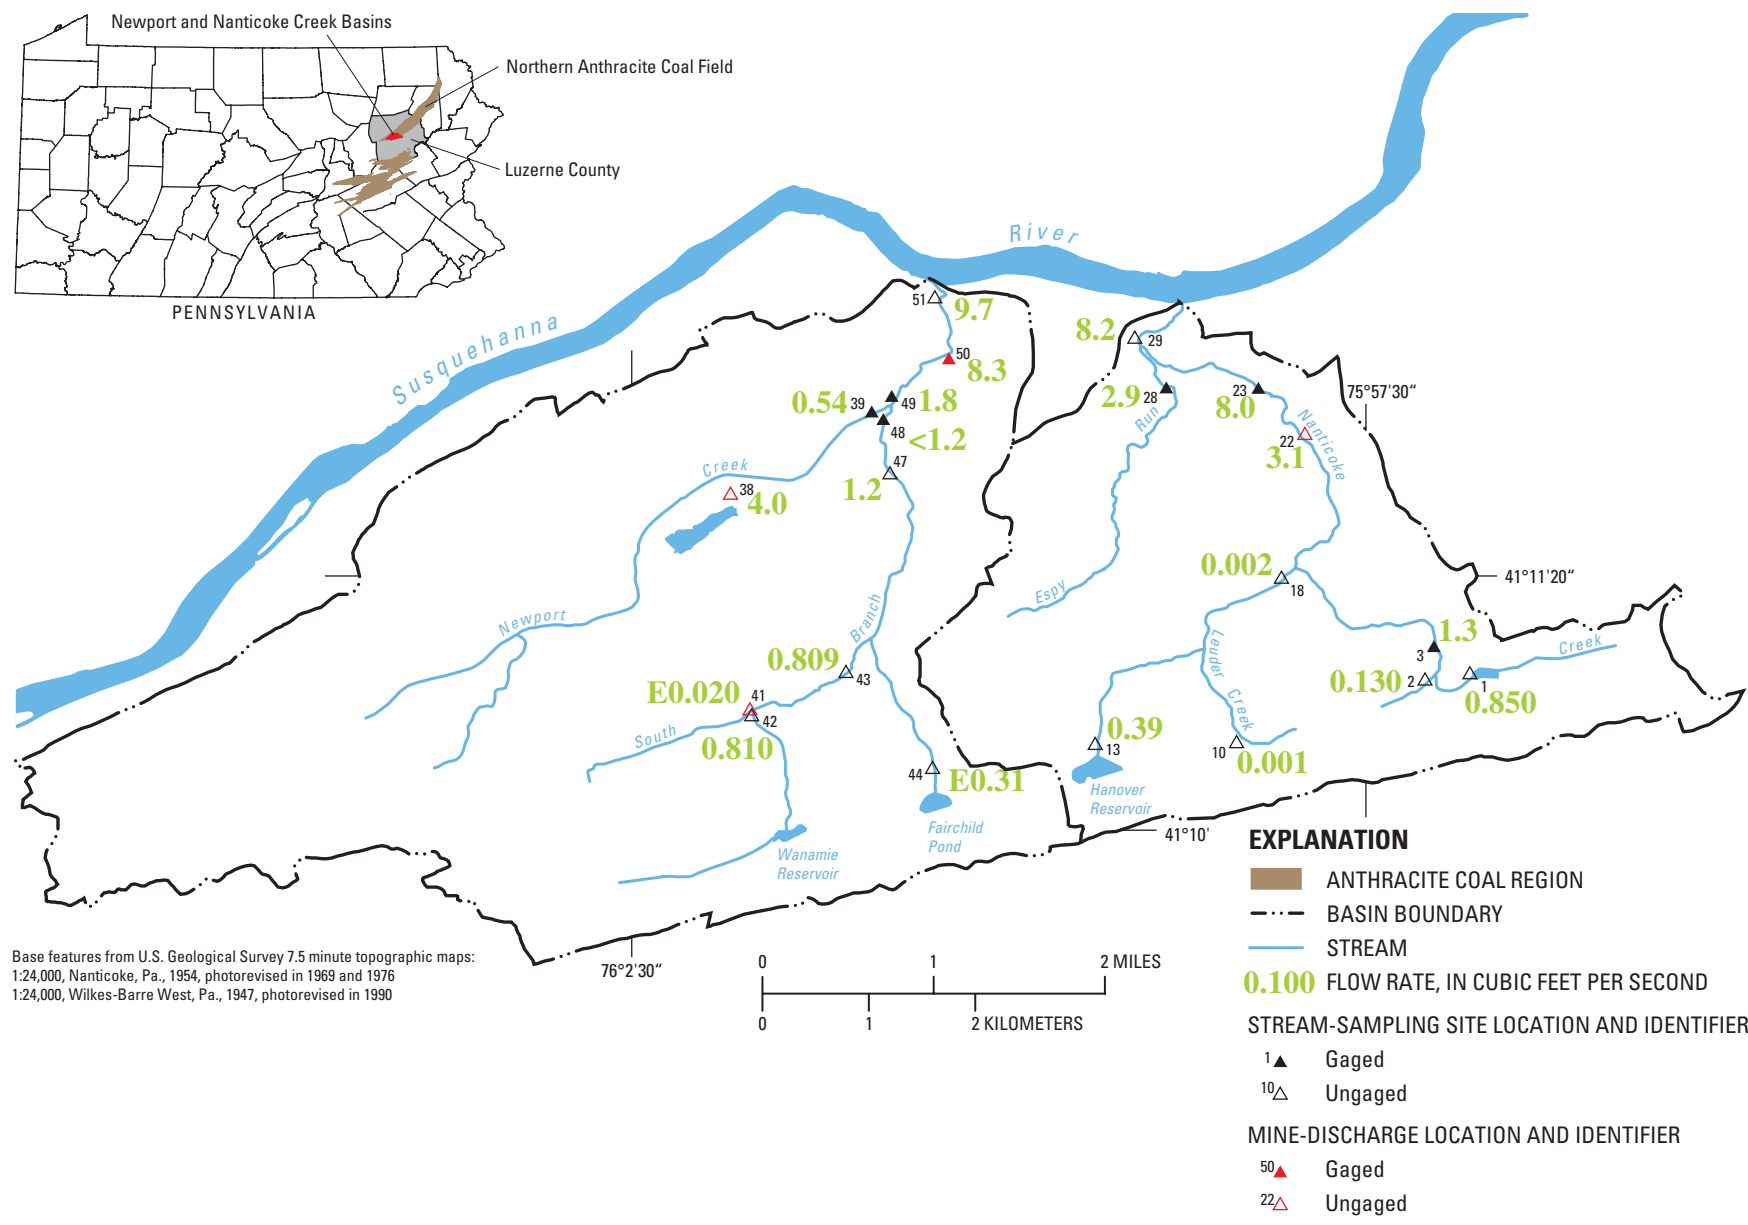 Newport and Nanticoke Creek Basins
Northern Anthracite Coal Field
Luzerne County
PENNSYLVANIA
River
Susquehanna
51
9.7
50
8.3
0.54
39
49
1.8
48
<1.2
47
1.2
Creek
38
4.0
8.2
29
2.9
28
Run
23
8.0
75°57'30“
Nanticoke
22
3.1
0.002
18
41°11'20“
Espy
Newport
Branch
1.3
3
Creek
0.809
43
Leuder
Creek
0.130
2
1
0.850
E0.020
41
42
South
0.810
0.39
13
10
0.001
44
E0.31
Hanover
Reservoir
Fairchild
Pond
Wanamie
Reservoir
41°10'
76°2'30“
Base features from U.S. Geological Survey 7.5 minute topographic maps:
1:24,000, Nanticoke, Pa., 1954, photorevised in 1969 and 1976
1:24,000, Wilkes-Barre West, Pa., 1947, photorevised in 1990
0 1 2 MILES
0 1 2 KILOMETERS
EXPLANATION
ANTHRACITE COAL REGION
BASIN BOUNDARY
STREAM
0.100 FLOW RATE, IN CUBIC FEET PER SECOND
STREAM-SAMPLING SITE LOCATION AND IDENTIFIER
1 Gaged
10 Ungaged
MINE-DISCHARGE LOCATION AND IDENTIFIER
50 Gaged
22 Ungaged